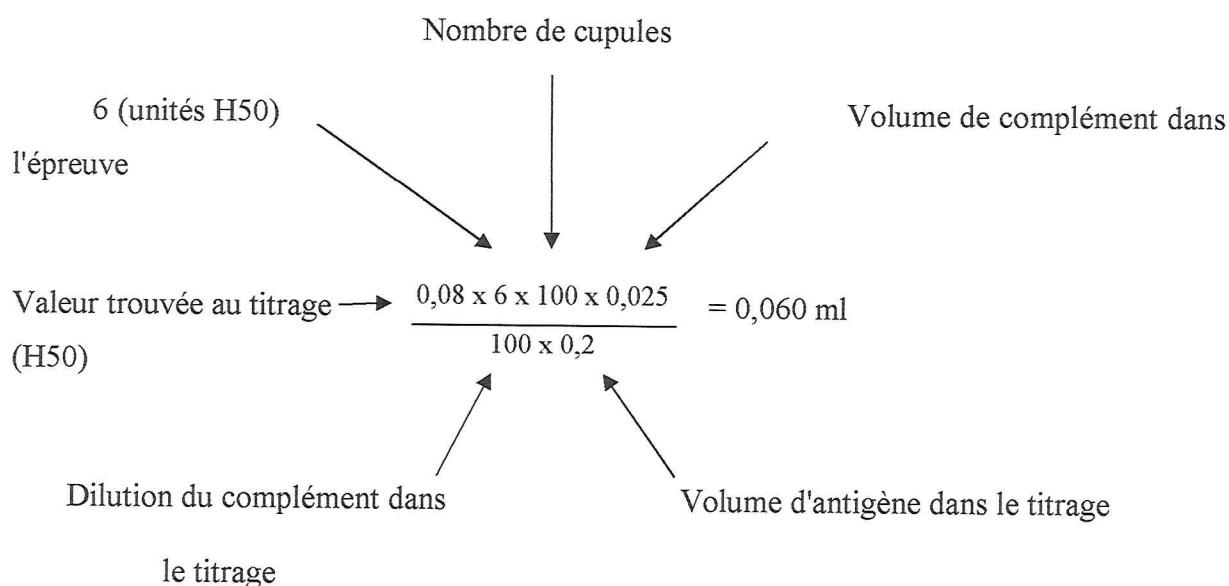 Nombre de cupules
6 (unités H50)
Volume de complément dans
l'épreuve
Valeur trouvée au titrage
(H50)
0,08 x 6 x 100 x 0,025
100 x 0,2
= 0,060 ml
Dilution du complément dans
le titrage
Volume d'antigène dans le titrage